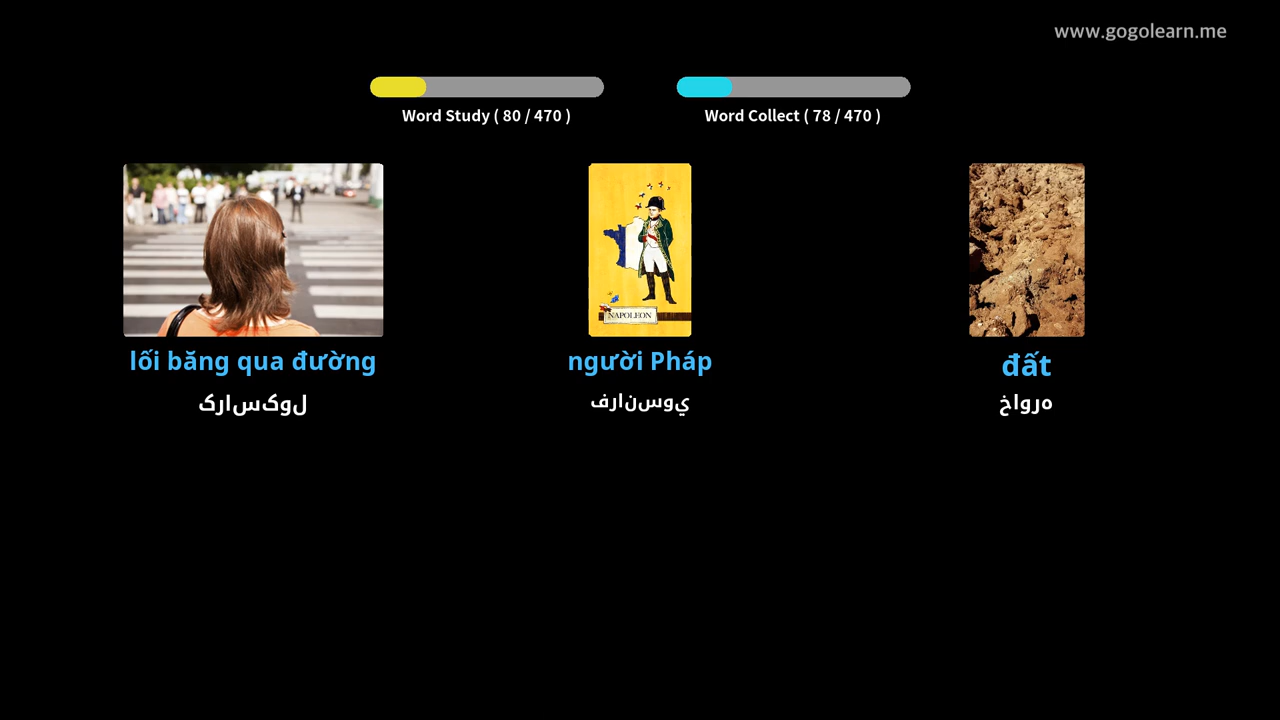 www.gogolearn.me
Word Study ( 80 / 470 )
Word Collect ( 78 / 470 )
NAPOLEON
lối băng qua đường
لوکسارک
người Pháp
يوسنارف
đất
هرواخ